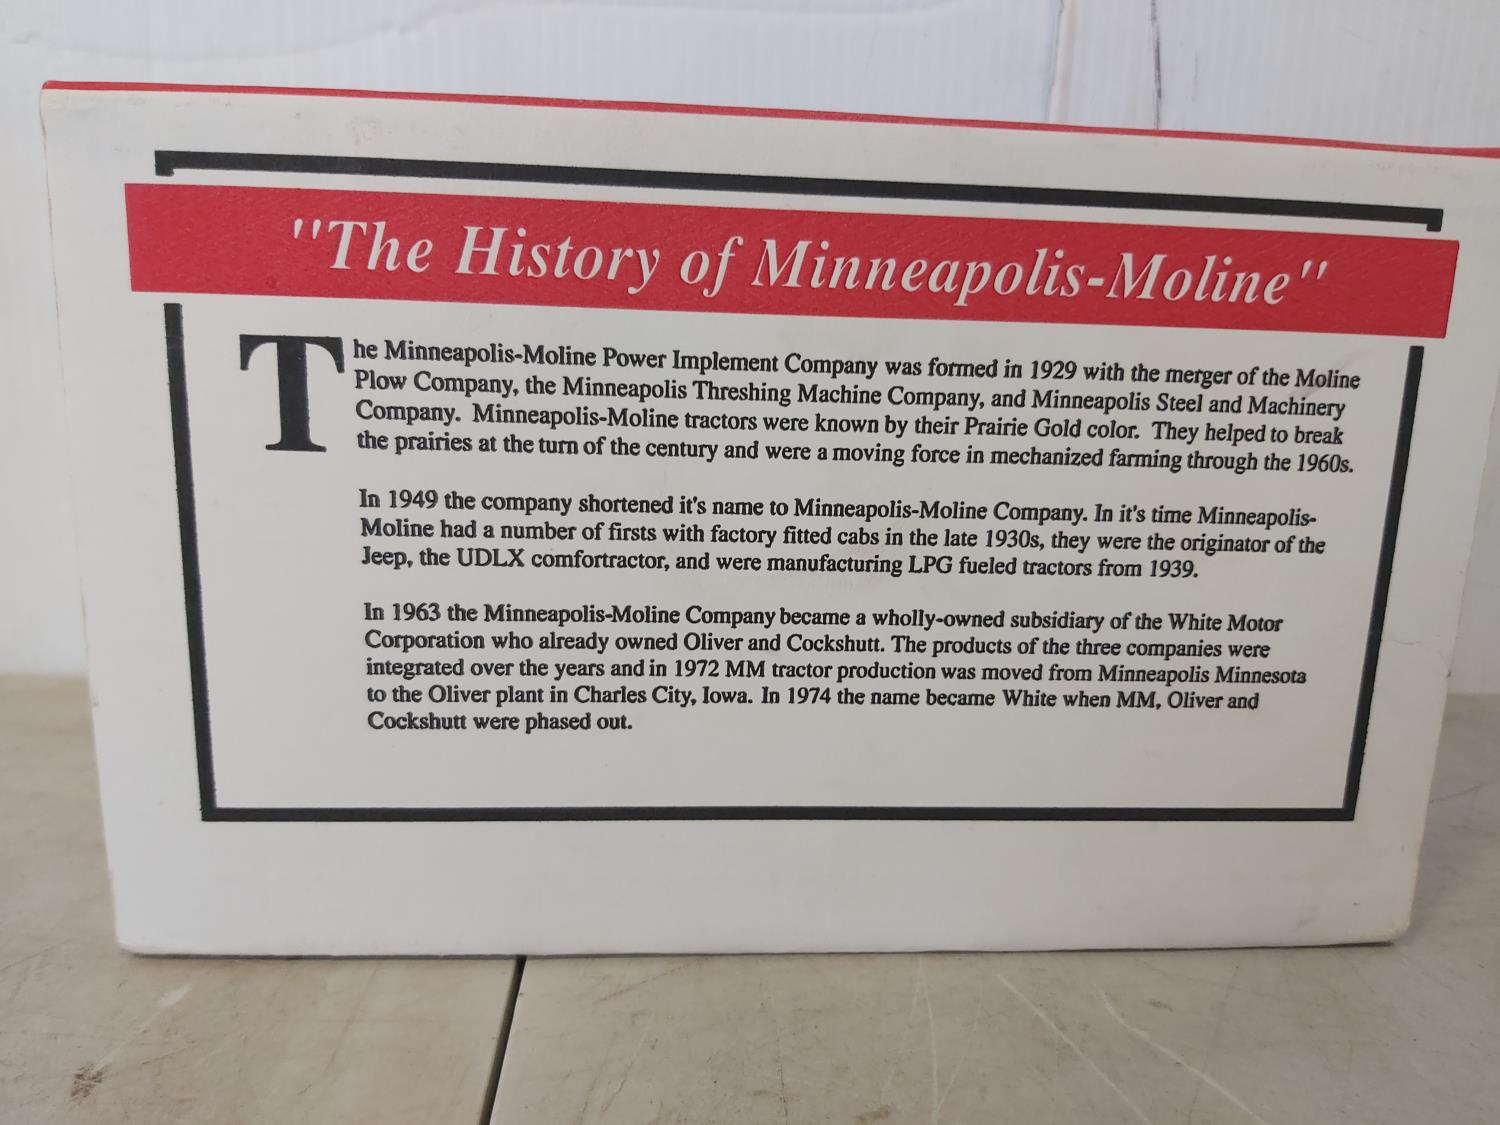 "The History of Minneapolis-Moline"
The Minneapolis-Moline Power Implement Company was formed in 1929 with the merger of the Moline
Plow Company, the Minneapolis Threshing Machine Company, and Minneapolis Steel and Machinery
Company. Minneapolis-Moline tractors were known by their Prairie Gold color. They helped to break
the prairies at the turn of the century and were a moving force in mechanized farming through the 1960s.
In 1949 the company shortened it's name to Minneapolis-Moline Company. In it's time Minneapolis-
Moline had a number of firsts with factory fitted cabs in the late 1930s, they were the originator of the
Jeep, the UDLX comfortractor, and were manufacturing LPG fueled tractors from 1939.
In 1963 the Minneapolis-Moline Company became a wholly-owned subsidiary of the White Motor
Corporation who already owned Oliver and Cockshutt. The products of the three companies were
integrated over the years and in 1972 MM tractor production was moved from Minneapolis Minnesota
to the Oliver plant in Charles City, Iowa. In 1974 the name became White when MM, Oliver and
Cockshutt were phased out.